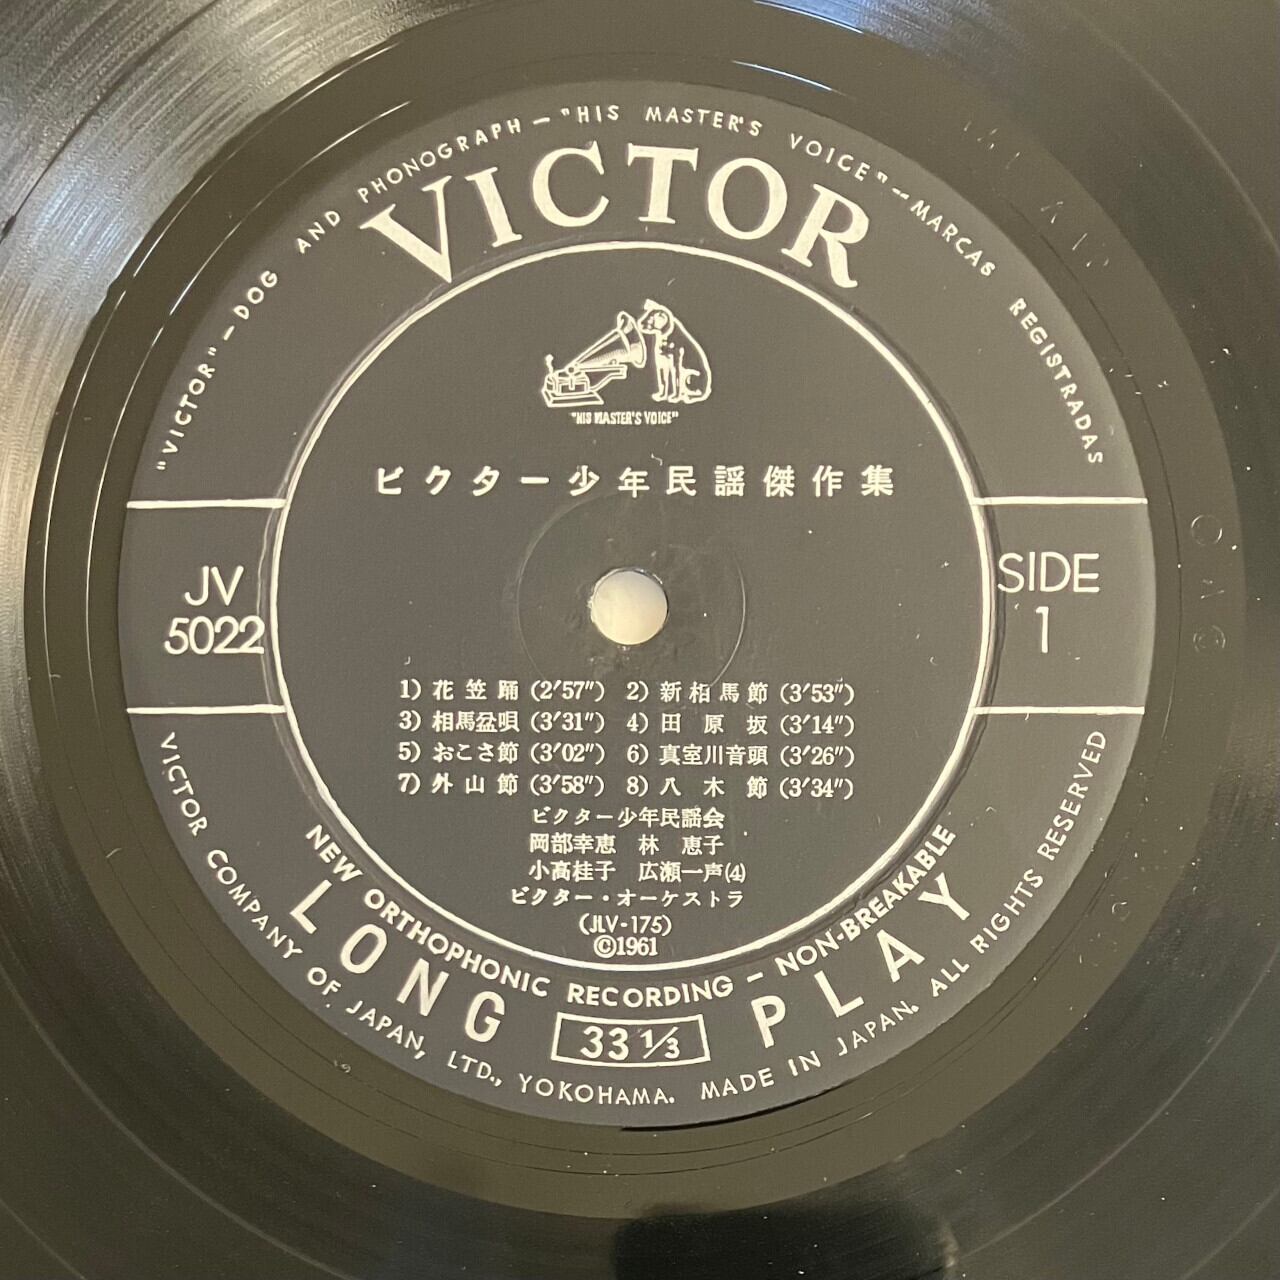 "VICTOR" – DOG AND PHONOGRAPH – "HIS MASTER'S VOICE" – MARCAS REGISTRADAS
VICTOR
"HIS MASTER'S VOICE"
ビクター少年民謡傑作集
JV
5022
SIDE
1
1) 花笠踊 (2′57″) 2) 新相馬節 (3′53″)
3) 相馬盆唄 (3′31″) 4) 田原坂 (3′14″)
5) おこさ節 (3′02″) 6) 真室川音頭 (3′26″)
7) 外山節 (3′58″) 8) 八木節 (3′34″)
ビクター少年民謡会
岡部幸恵 林 恵子
小高桂子 広瀬一声(4)
ビクター・オーケストラ
(JLV-175)
©1961
NEW ORTHOPHONIC RECORDING – NON-BREAKABLE
LONG PLAY
33 1/3
VICTOR COMPANY OF JAPAN, LTD., YOKOHAMA. MADE IN JAPAN. ALL RIGHTS RESERVED